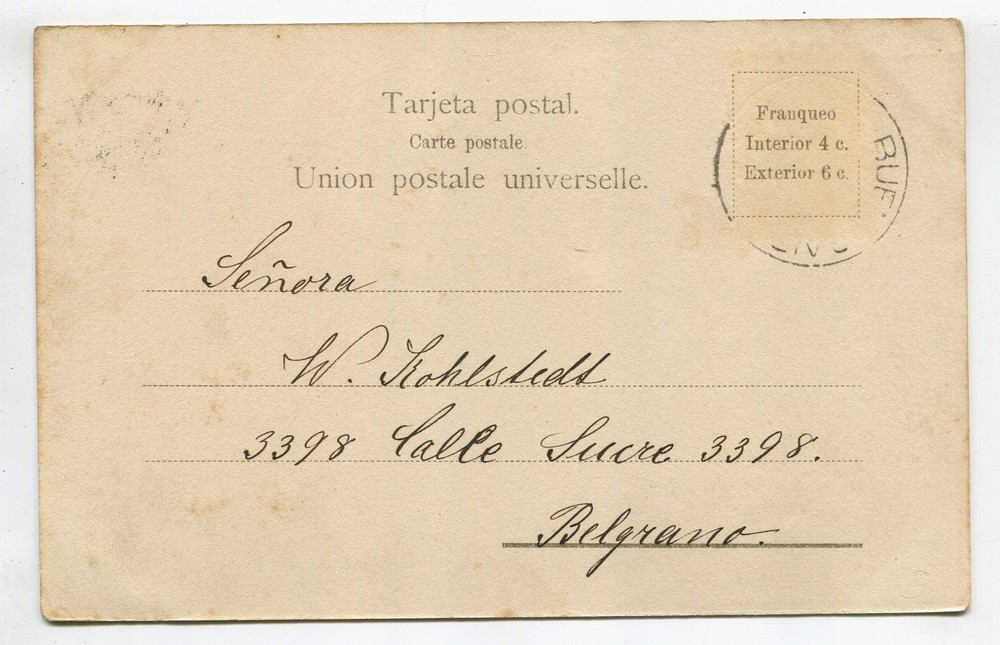 Tarjeta postal.
Carte postale.
Union postale universelle.
Franqueo
Interior 4 c.
Exterior 6 c.
BUE
Señora
W. Kohlstedt
3398 Calle Sucre 3398.
Belgrano.